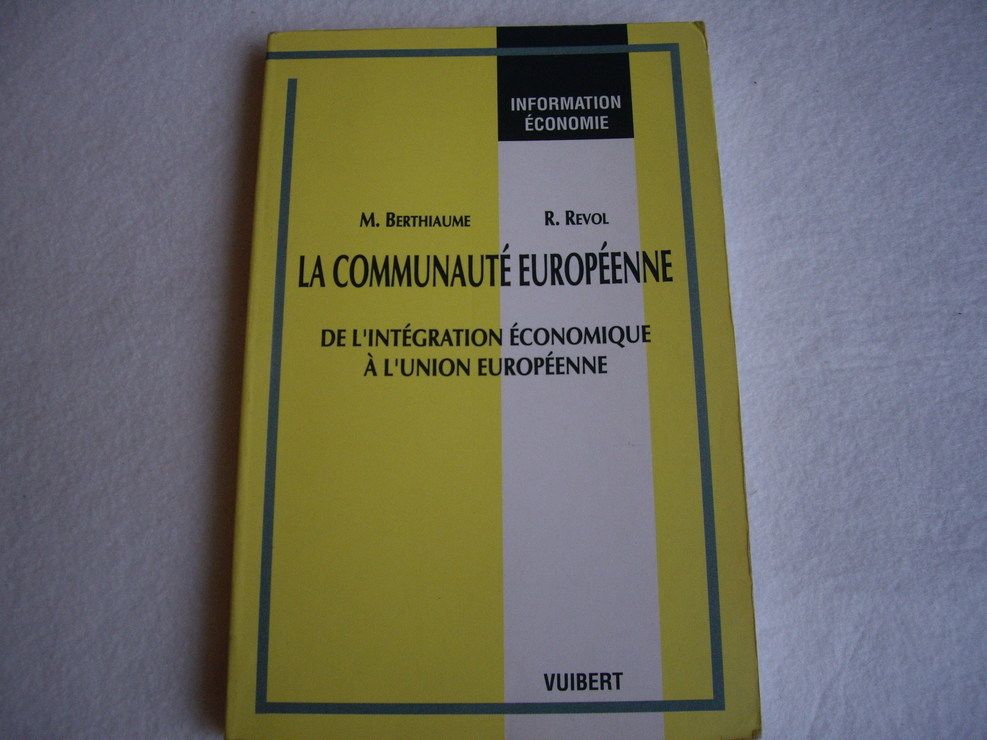 INFORMATION
ÉCONOMIE
M. BERTHIAUME R. REVOL
LA COMMUNAUTÉ EUROPÉENNE
DE L'INTÉGRATION ÉCONOMIQUE
À L'UNION EUROPÉENNE
VUIBERT